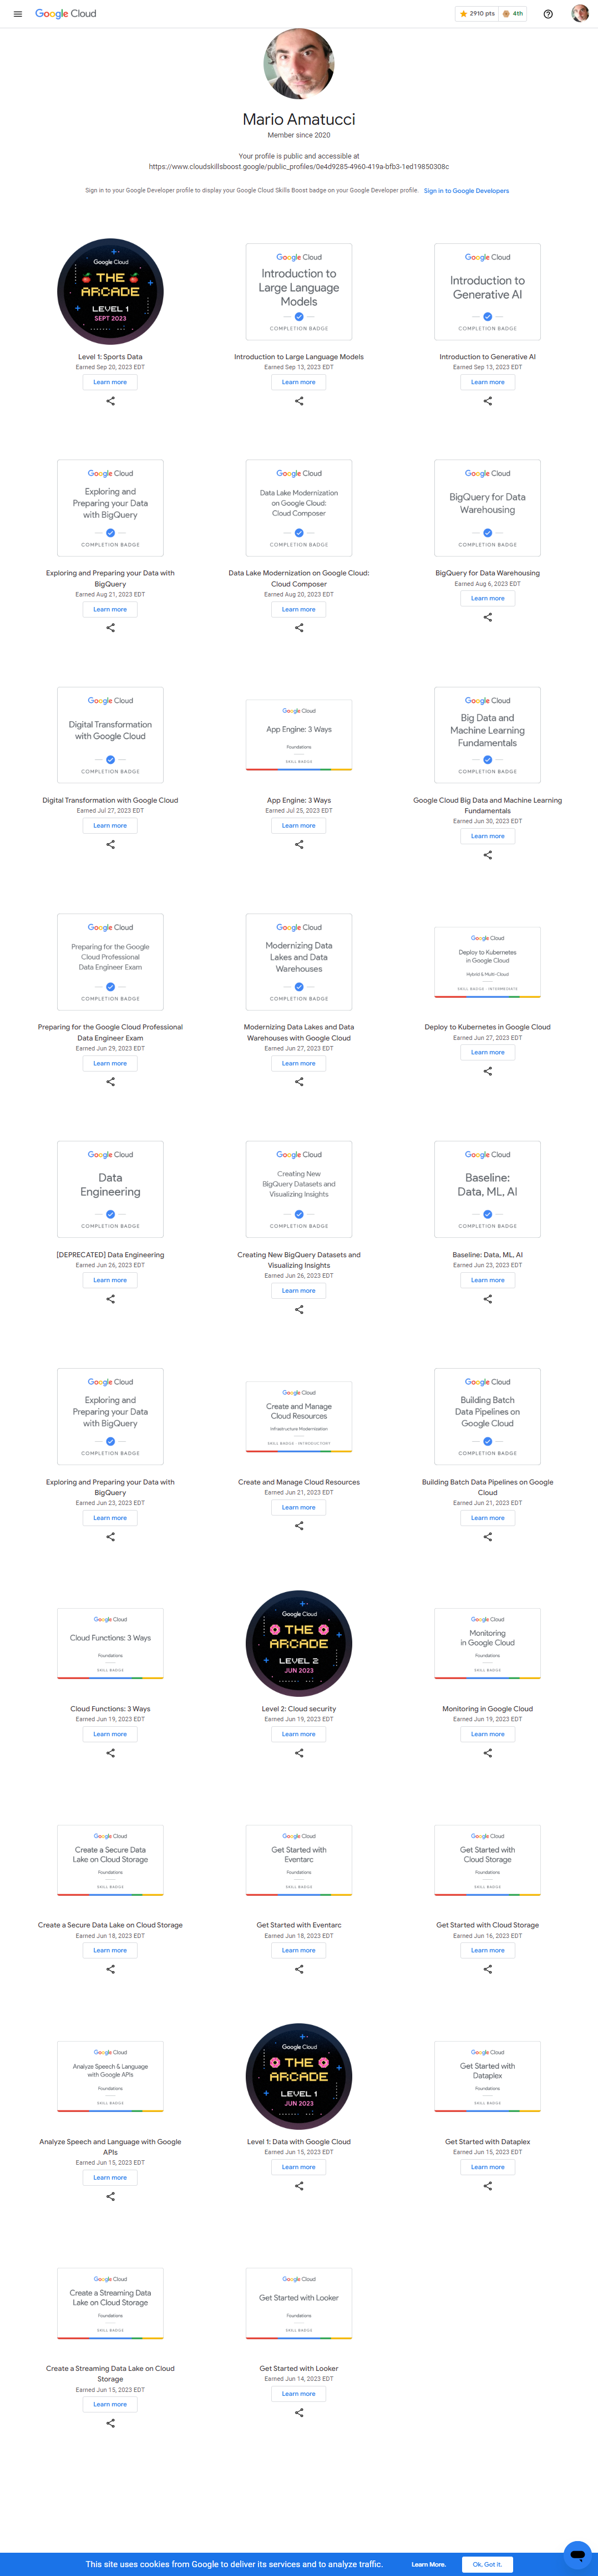 Google Cloud
2910 pts
4th
Mario Amatucci
Member since 2020
Your profile is public and accessible at
https://www.cloudskillsboost.google/public_profiles/0e4d9285-4960-419a-bfb3-1ed19850308c
Sign in to your Google Developer profile to display your Google Cloud Skills Boost badge on your Google Developer profile. Sign in to Google Developers
Google Cloud
THE
ARCADE
LEVEL 1
SEPT 2023
Level 1: Sports Data
Earned Sep 20, 2023 EDT
Learn more
Google Cloud
Introduction to
Large Language
Models
COMPLETION BADGE
Introduction to Large Language Models
Earned Sep 13, 2023 EDT
Learn more
Google Cloud
Introduction to
Generative AI
COMPLETION BADGE
Introduction to Generative AI
Earned Sep 13, 2023 EDT
Learn more
Google Cloud
Exploring and
Preparing your Data
with BigQuery
COMPLETION BADGE
Exploring and Preparing your Data with
BigQuery
Earned Aug 21, 2023 EDT
Learn more
Google Cloud
Data Lake Modernization
on Google Cloud:
Cloud Composer
COMPLETION BADGE
Data Lake Modernization on Google Cloud:
Cloud Composer
Earned Aug 20, 2023 EDT
Learn more
Google Cloud
BigQuery for Data
Warehousing
COMPLETION BADGE
BigQuery for Data Warehousing
Earned Aug 6, 2023 EDT
Learn more
Google Cloud
Digital Transformation
with Google Cloud
COMPLETION BADGE
Digital Transformation with Google Cloud
Earned Jul 27, 2023 EDT
Learn more
Google Cloud
App Engine: 3 Ways
Foundations
SKILL BADGE
App Engine: 3 Ways
Earned Jul 25, 2023 EDT
Learn more
Google Cloud
Big Data and
Machine Learning
Fundamentals
COMPLETION BADGE
Google Cloud Big Data and Machine Learning
Fundamentals
Earned Jun 30, 2023 EDT
Learn more
Google Cloud
Preparing for the Google
Cloud Professional
Data Engineer Exam
COMPLETION BADGE
Preparing for the Google Cloud Professional
Data Engineer Exam
Earned Jun 29, 2023 EDT
Learn more
Google Cloud
Modernizing Data
Lakes and Data
Warehouses
COMPLETION BADGE
Modernizing Data Lakes and Data
Warehouses with Google Cloud
Earned Jun 27, 2023 EDT
Learn more
Google Cloud
Deploy to Kubernetes
in Google Cloud
Hybrid & Multi-Cloud
SKILL BADGE · INTERMEDIATE
Deploy to Kubernetes in Google Cloud
Earned Jun 27, 2023 EDT
Learn more
Google Cloud
Data
Engineering
COMPLETION BADGE
[DEPRECATED] Data Engineering
Earned Jun 26, 2023 EDT
Learn more
Google Cloud
Creating New
BigQuery Datasets and
Visualizing Insights
COMPLETION BADGE
Creating New BigQuery Datasets and
Visualizing Insights
Earned Jun 26, 2023 EDT
Learn more
Google Cloud
Baseline:
Data, ML, AI
COMPLETION BADGE
Baseline: Data, ML, AI
Earned Jun 23, 2023 EDT
Learn more
Google Cloud
Exploring and
Preparing your Data
with BigQuery
COMPLETION BADGE
Exploring and Preparing your Data with
BigQuery
Earned Jun 23, 2023 EDT
Learn more
Google Cloud
Create and Manage
Cloud Resources
Infrastructure Modernization
SKILL BADGE · INTRODUCTORY
Create and Manage Cloud Resources
Earned Jun 21, 2023 EDT
Learn more
Google Cloud
Building Batch
Data Pipelines on
Google Cloud
COMPLETION BADGE
Building Batch Data Pipelines on Google
Cloud
Earned Jun 21, 2023 EDT
Learn more
Google Cloud
Cloud Functions: 3 Ways
Foundations
SKILL BADGE
Cloud Functions: 3 Ways
Earned Jun 19, 2023 EDT
Learn more
Google Cloud
THE
ARCADE
LEVEL 2
JUN 2023
Level 2: Cloud security
Earned Jun 19, 2023 EDT
Learn more
Google Cloud
Monitoring
in Google Cloud
Foundations
SKILL BADGE
Monitoring in Google Cloud
Earned Jun 19, 2023 EDT
Learn more
Google Cloud
Create a Secure Data
Lake on Cloud Storage
Foundations
SKILL BADGE
Create a Secure Data Lake on Cloud Storage
Earned Jun 18, 2023 EDT
Learn more
Google Cloud
Get Started with
Eventarc
Foundations
SKILL BADGE
Get Started with Eventarc
Earned Jun 18, 2023 EDT
Learn more
Google Cloud
Get Started with
Cloud Storage
Foundations
SKILL BADGE
Get Started with Cloud Storage
Earned Jun 16, 2023 EDT
Learn more
Google Cloud
Analyze Speech & Language
with Google APIs
Foundations
SKILL BADGE
Analyze Speech and Language with Google
APIs
Earned Jun 15, 2023 EDT
Learn more
Google Cloud
THE
ARCADE
LEVEL 1
JUN 2023
Level 1: Data with Google Cloud
Earned Jun 15, 2023 EDT
Learn more
Google Cloud
Get Started with
Dataplex
Foundations
SKILL BADGE
Get Started with Dataplex
Earned Jun 15, 2023 EDT
Learn more
Google Cloud
Create a Streaming Data
Lake on Cloud Storage
Foundations
SKILL BADGE
Create a Streaming Data Lake on Cloud
Storage
Earned Jun 15, 2023 EDT
Learn more
Google Cloud
Get Started with Looker
Foundations
SKILL BADGE
Get Started with Looker
Earned Jun 14, 2023 EDT
Learn more
This site uses cookies from Google to deliver its services and to analyze traffic. Learn More. Ok, Got It.